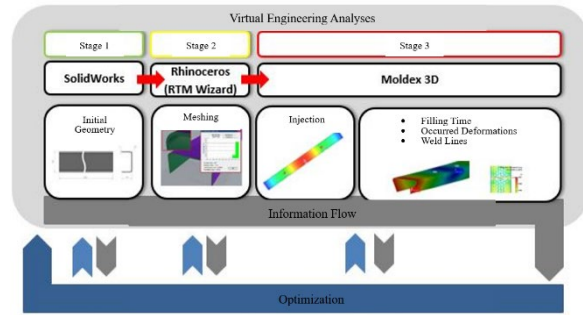 Virtual Engineering Analyses
Stage 1
Stage 2
Stage 3
SolidWorks
Rhinoceros
(RTM Wizard)
Moldex 3D
Initial
Geometry
Meshing
Injection
• Filling Time
• Occurred Deformations
• Weld Lines
Information Flow
Optimization